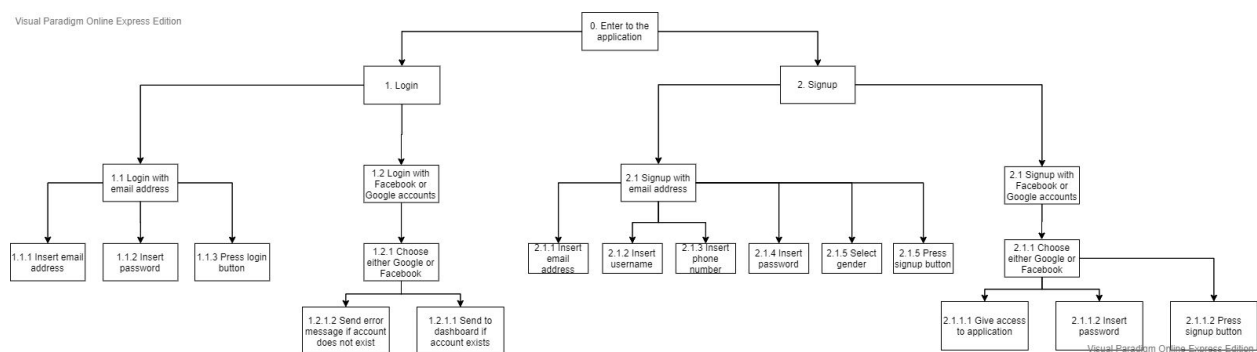 Visual Paradigm Online Express Edition
0. Enter to the
application
1. Login
2. Signup
1.1 Login with
email address
1.2 Login with
Facebook or
Google accounts
2.1 Signup with
email address
2.1 Signup with
Facebook or
Google accounts
1.1.1 Insert email
address
1.1.2 Insert
password
1.1.3 Press login
button
1.2.1 Choose
either Google or
Facebook
2.1.1 Insert
email
address
2.1.2 Insert
username
2.1.3 Insert
phone
number
2.1.4 Insert
password
2.1.5 Select
gender
2.1.5 Press
signup button
2.1.1 Choose
either Google or
Facebook
1.2.1.2 Send error
message if account
does not exist
1.2.1.1 Send to
dashboard if
account exists
2.1.1.1 Give access
to application
2.1.1.2 Insert
password
2.1.1.2 Press
signup button
Visual Paradigm Online Express Edition